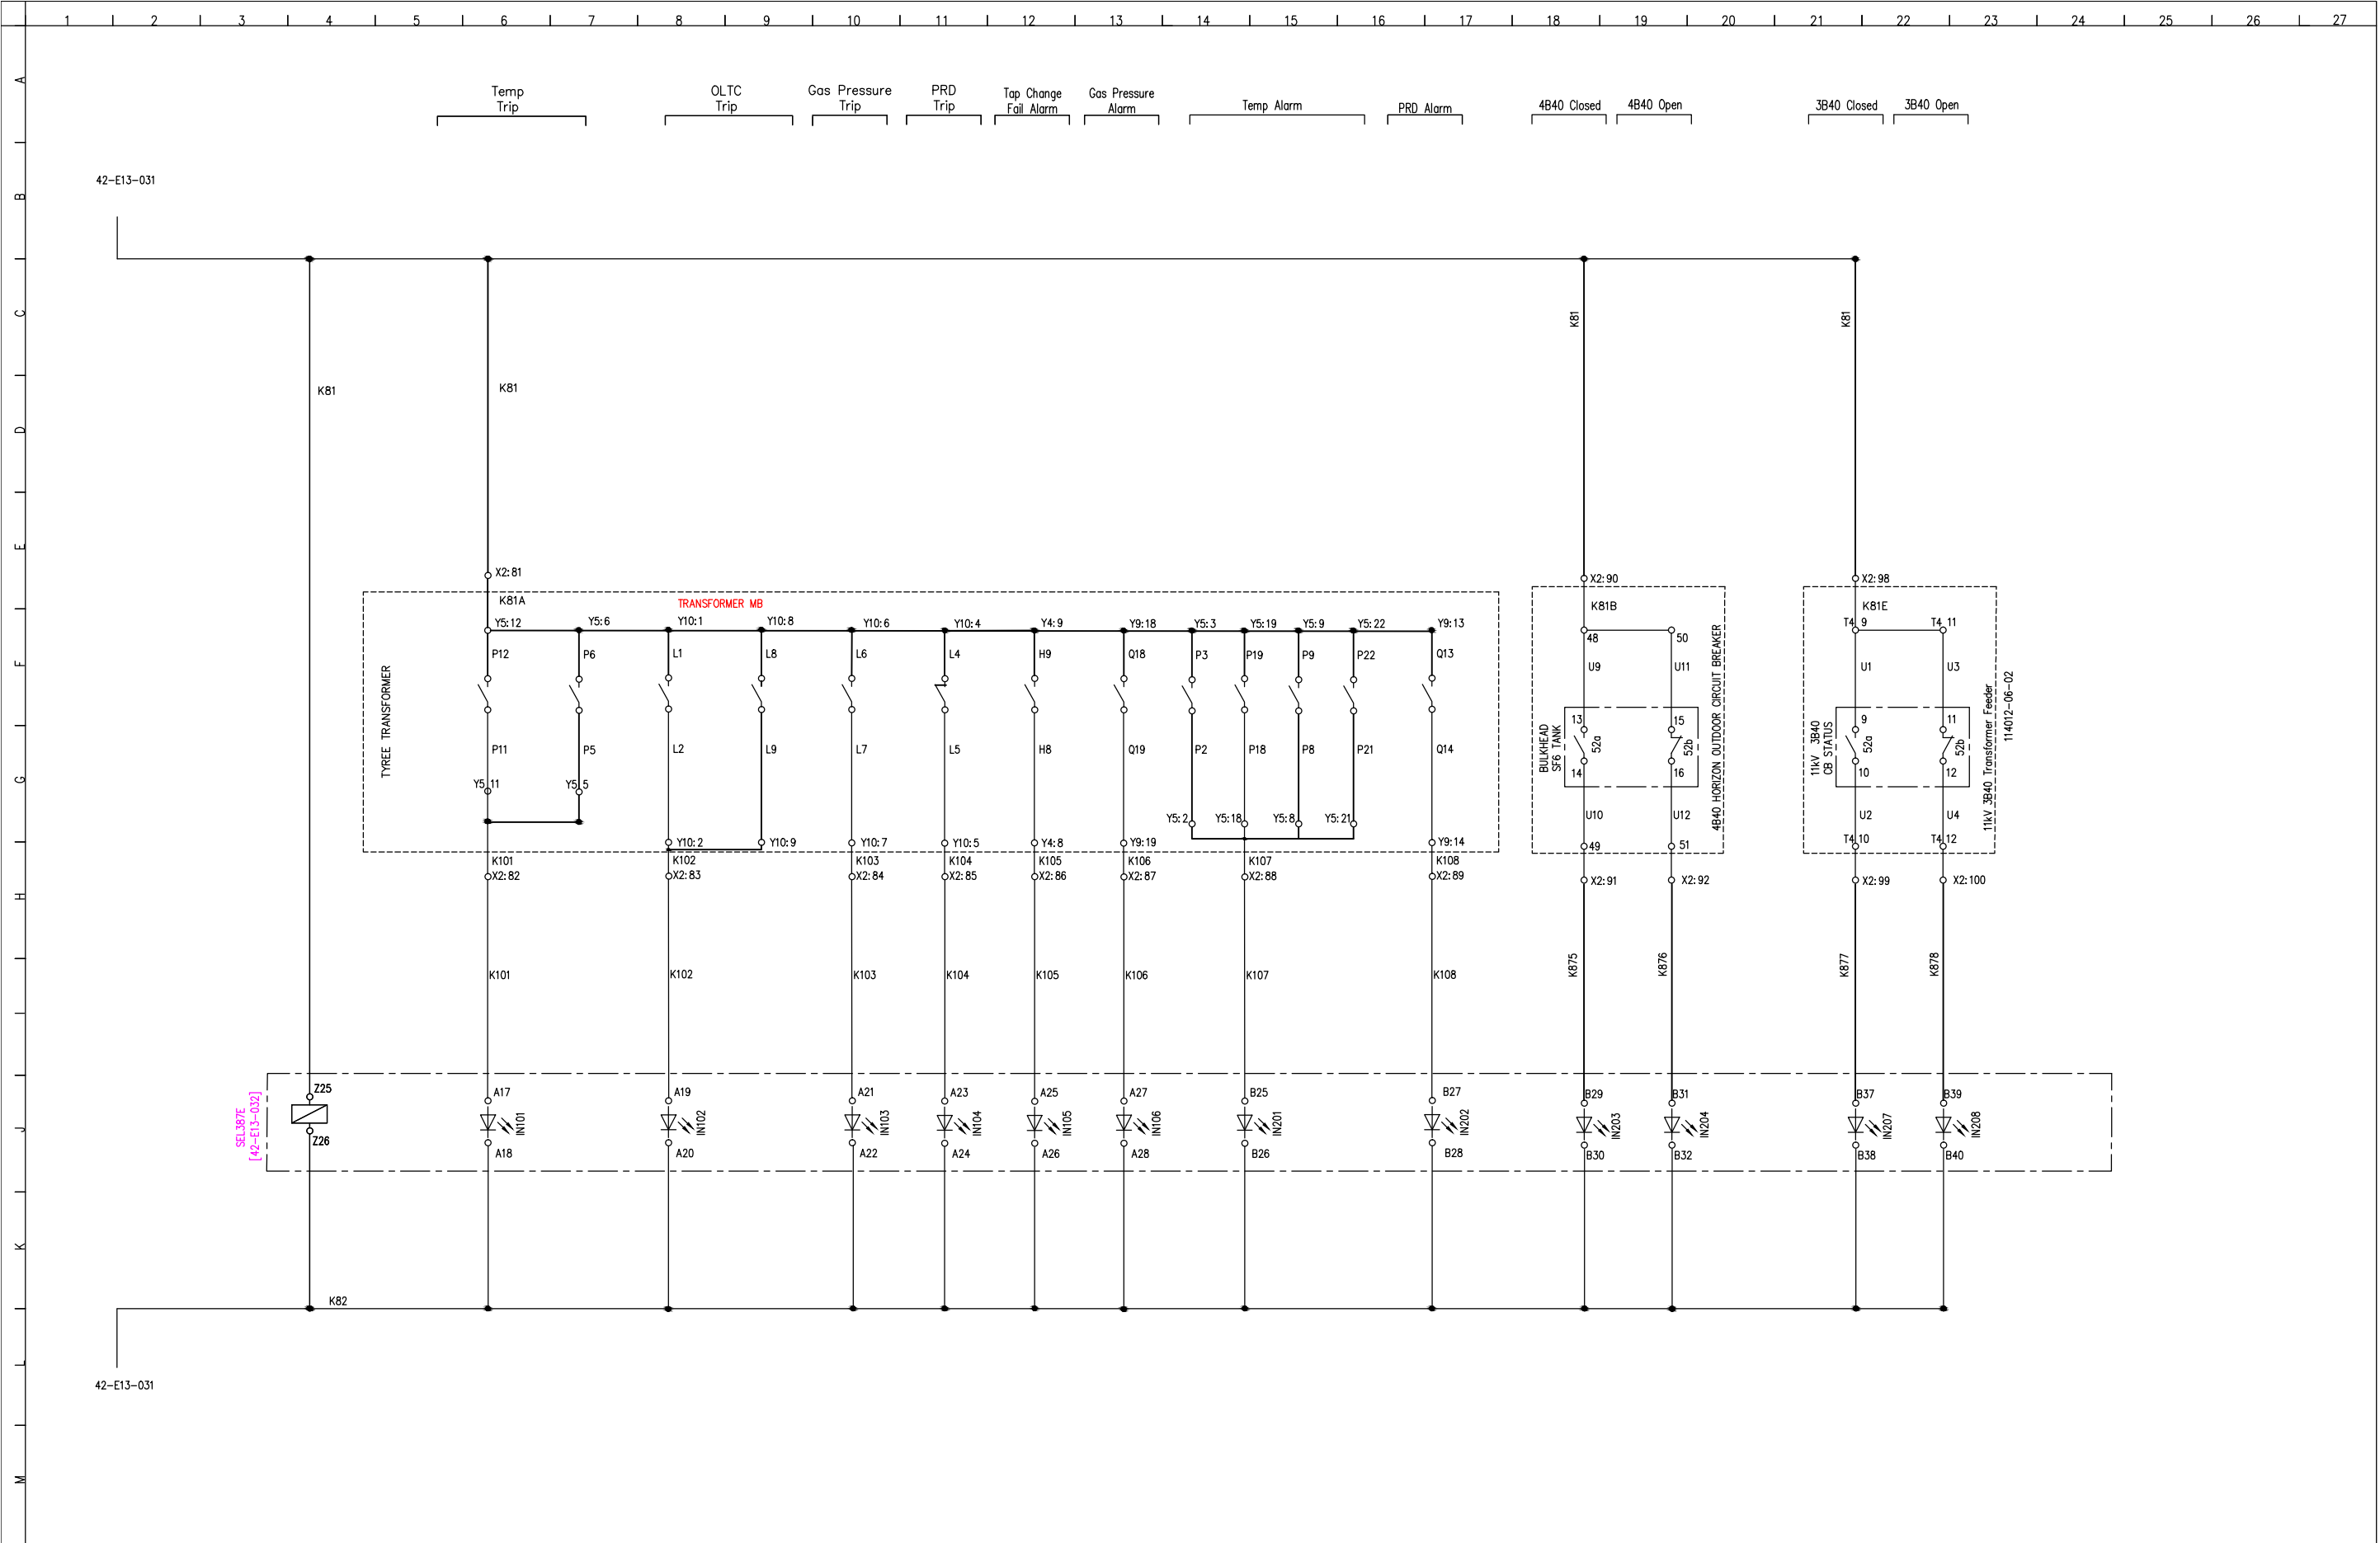 1 2 3 4 5 6 7 8 9 10 11 12 13 14 15 16 17 18 19 20 21 22 23 24 25 26 27
A
Temp
Trip
OLTC
Trip
Gas Pressure
Trip
PRD
Trip
Tap Change
Fail Alarm
Gas Pressure
Alarm
Temp Alarm
PRD Alarm
4B40 Closed
4B40 Open
3B40 Closed
3B40 Open
B
42-E13-031
C
K81 K81
K81 K81
D
E
X2:81 X2:90 X2:98
K81A TRANSFORMER MB K81B K81E
Y5:12 Y5:6 Y10:1 Y10:8 Y10:6 Y10:4 Y4:9 Y9:18 Y5:3 Y5:19 Y5:9 Y5:22 Y9:13 48 50 T4 9 T4 11
F
P12 P6 L1 L8 L6 L4 H9 Q18 P3 P19 P9 P22 Q13 U9 U11 U1 U3
TYREE TRANSFORMER
BULKHEAD
SF6 TANK
13 15
52a 52b
14 16
4B40 HORIZON OUTDOOR CIRCUIT BREAKER
11kV 3B40
CB STATUS
9 11
52a 52b
10 12
11kV 3B40 Transformer Feeder
114012-06-02
P11 P5 L2 L9 L7 L5 H8 Q19 P2 P18 P8 P21 Q14
G
Y5 11 Y5 5
U10 U12 U2 U4
Y5:2 Y5:18 Y5:8 Y5:21
Y10:2 Y10:9 Y10:7 Y10:5 Y4:8 Y9:19 Y9:14 49 51 T4 10 T4 12
K101 K102 K103 K104 K105 K106 K107 K108
X2:82 X2:83 X2:84 X2:85 X2:86 X2:87 X2:88 X2:89 X2:91 X2:92 X2:99 X2:100
H
K101 K102 K103 K104 K105 K106 K107 K108 K875 K876 K877 K878
I
SEL387E
[42-E13-032]
Z25 A17 A19 A21 A23 A25 A27 B25 B27 B29 B31 B37 B39
J
IN101 IN102 IN103 IN104 IN105 IN106 IN201 IN202 IN203 IN204 IN207 IN208
Z26 A18 A20 A22 A24 A26 A28 B26 B28 B30 B32 B38 B40
K
K82
L
42-E13-031
M